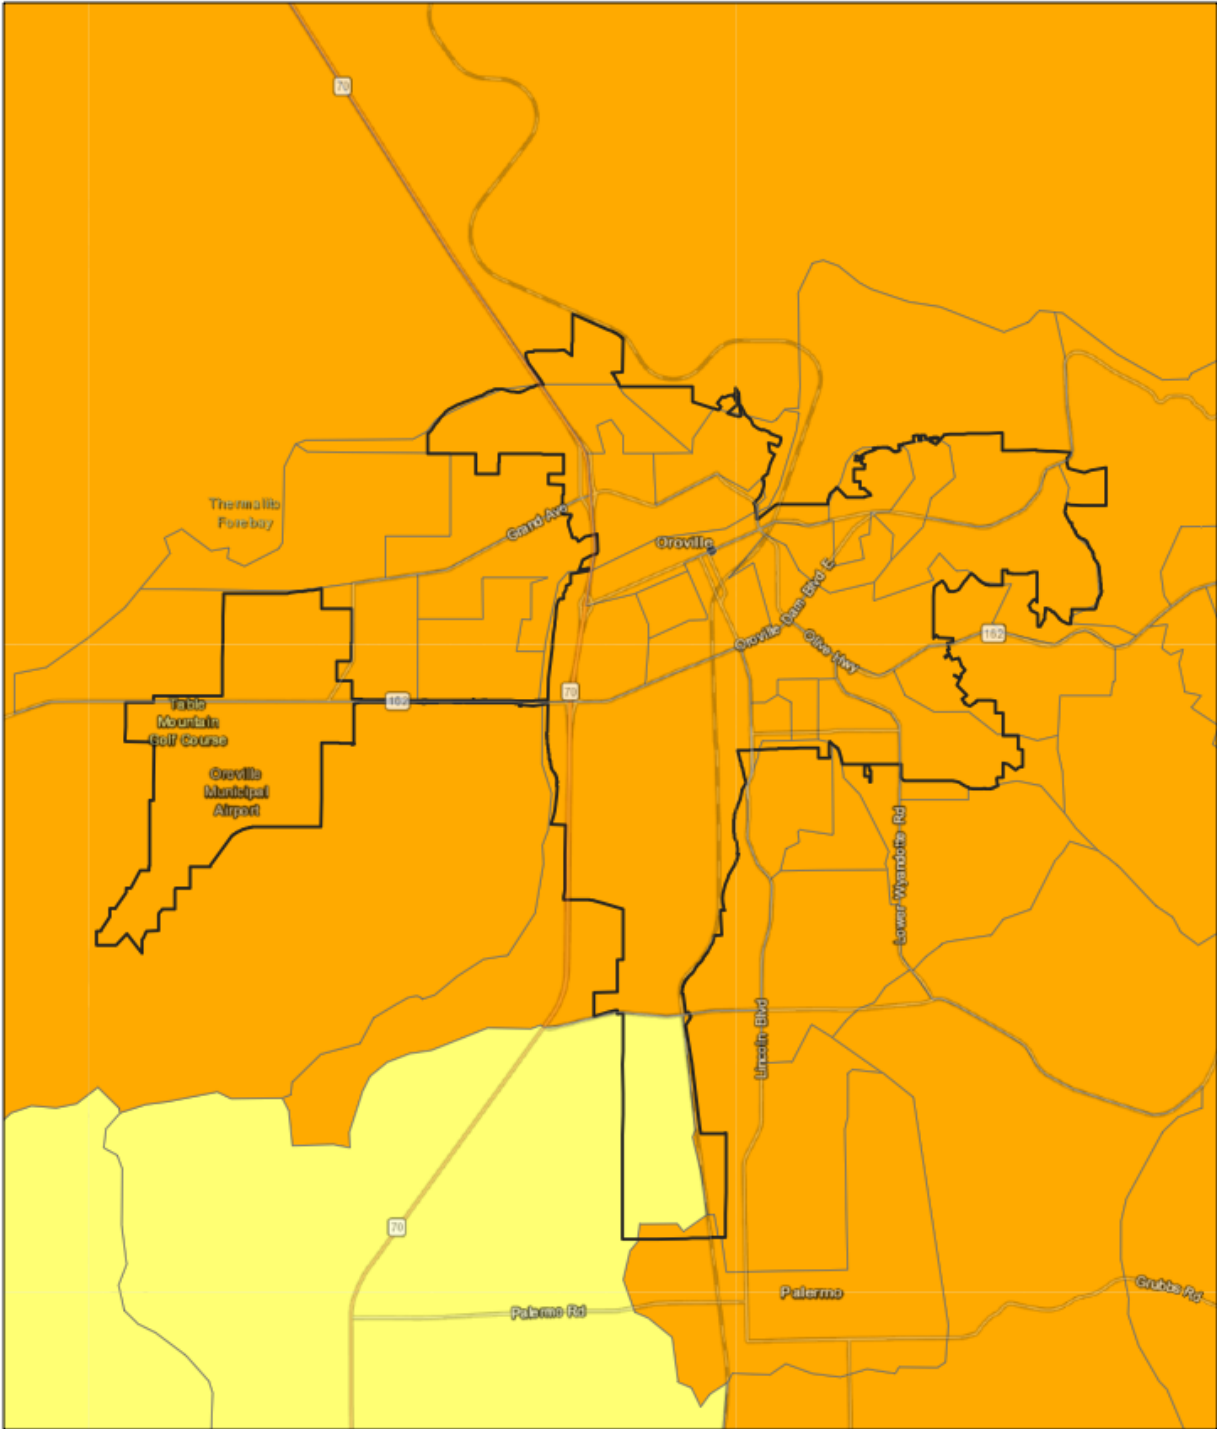 70
Thermalito
Forebay
Grand Ave
Oroville
Oroville Dam Blvd E
Olive Hwy
162
70
162
Table
Mountain
Golf Course
Oroville
Municipal
Airport
Lower Wyandotte Rd
Lincoln Blvd
70
Palermo
Grubbs Rd
Palermo Rd